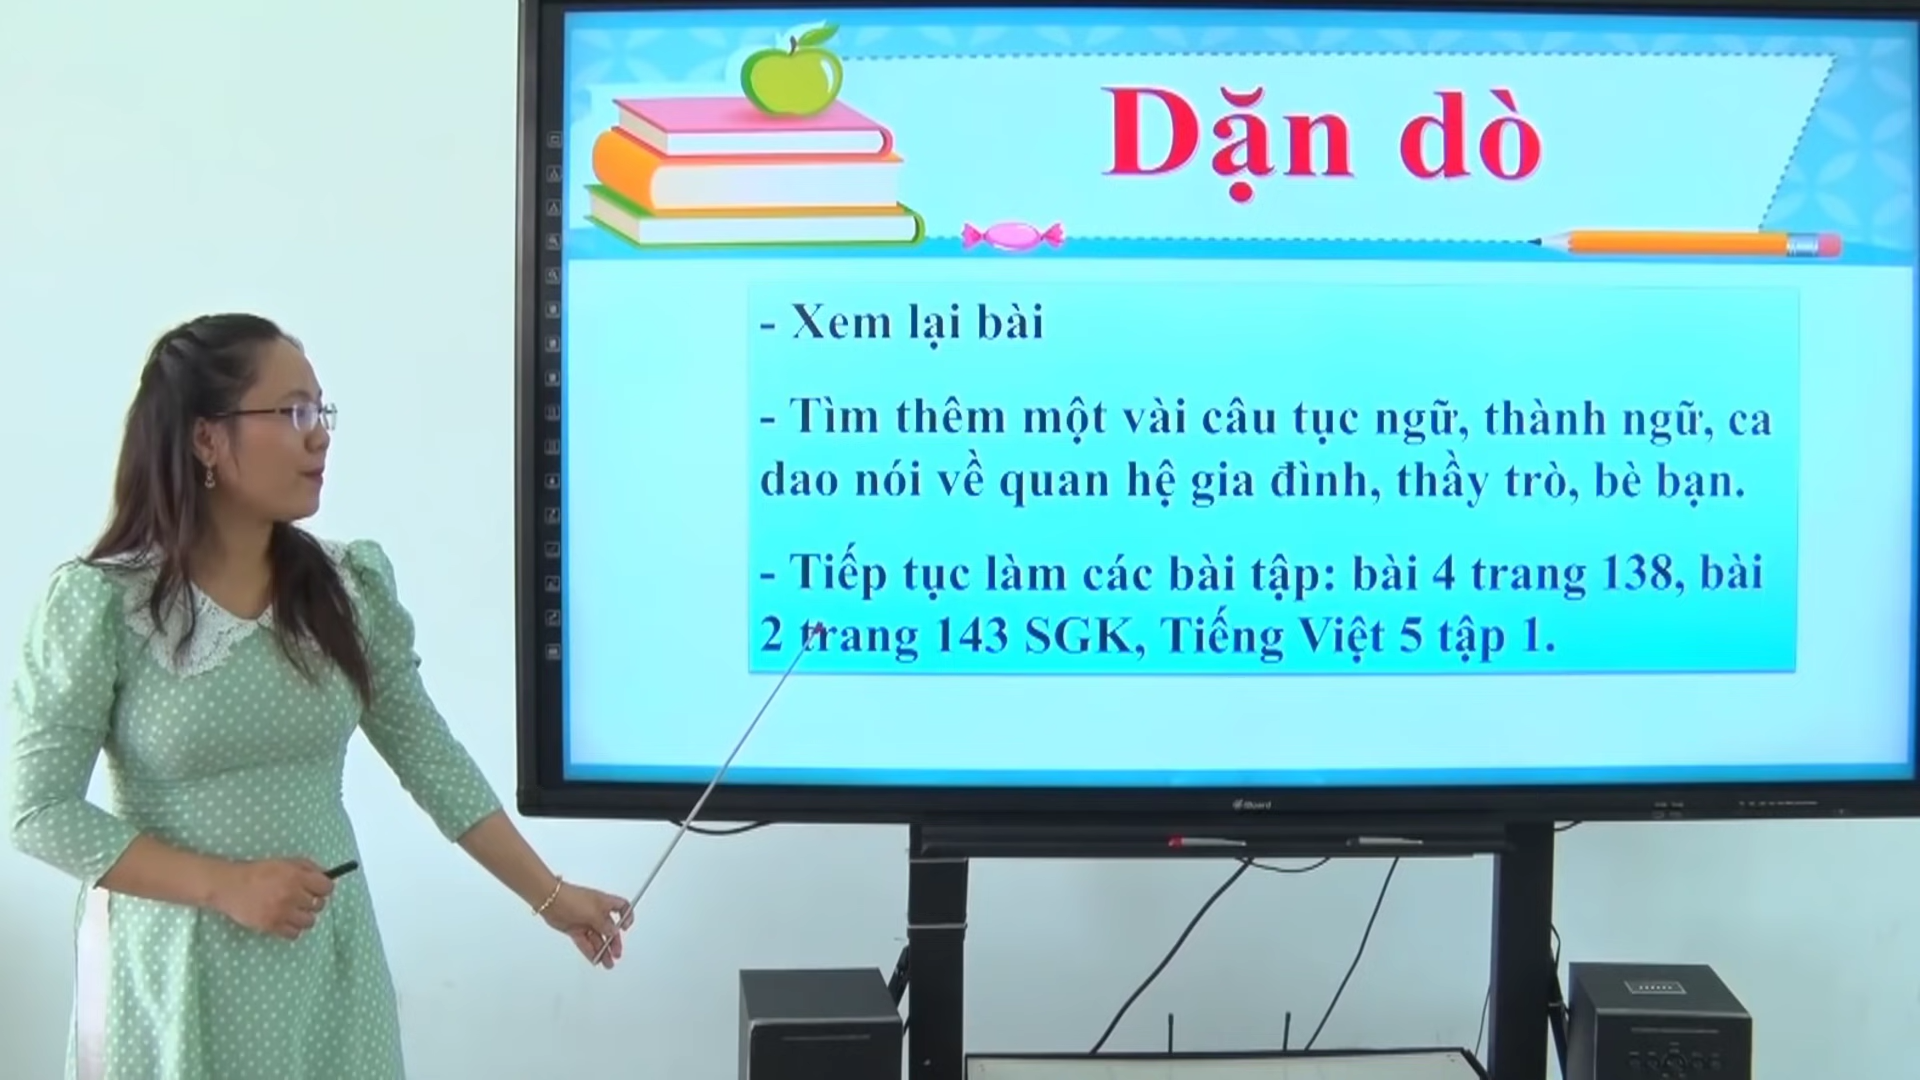 Dặn dò
- Xem lại bài
- Tìm thêm một vài câu tục ngữ, thành ngữ, ca
dao nói về quan hệ gia đình, thầy trò, bè bạn.
- Tiếp tục làm các bài tập: bài 4 trang 138, bài
2 trang 143 SGK, Tiếng Việt 5 tập 1.